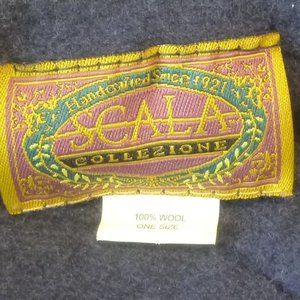 Handcrafted Since 1921
SCALA
COLLEZIONE
100% WOOL
ONE SIZE